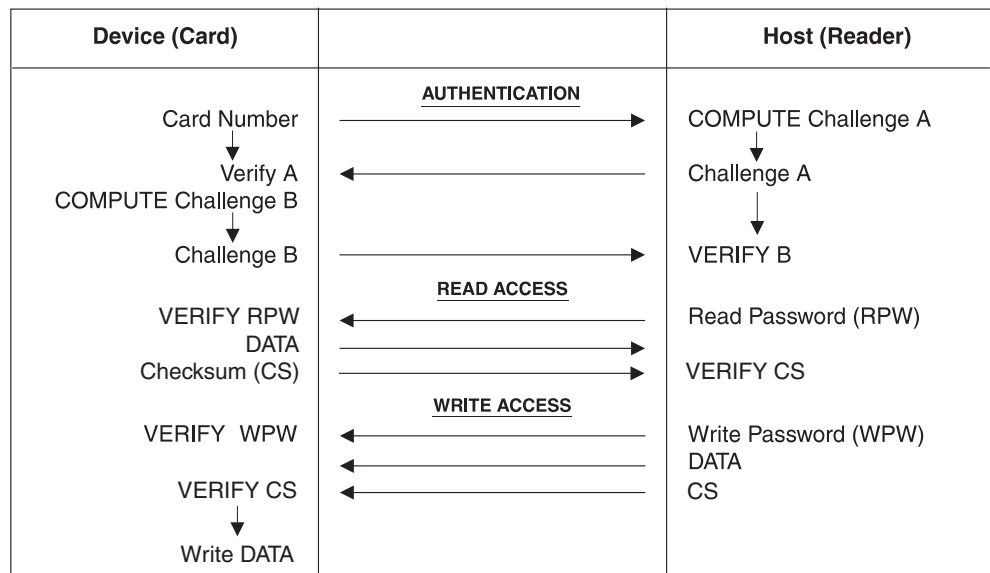 Device (Card) Host (Reader)
AUTHENTICATION
Card Number COMPUTE Challenge A
Verify A Challenge A
COMPUTE Challenge B
Challenge B VERIFY B
READ ACCESS
VERIFY RPW Read Password (RPW)
DATA
Checksum (CS) VERIFY CS
WRITE ACCESS
VERIFY WPW Write Password (WPW)
DATA
VERIFY CS CS
Write DATA